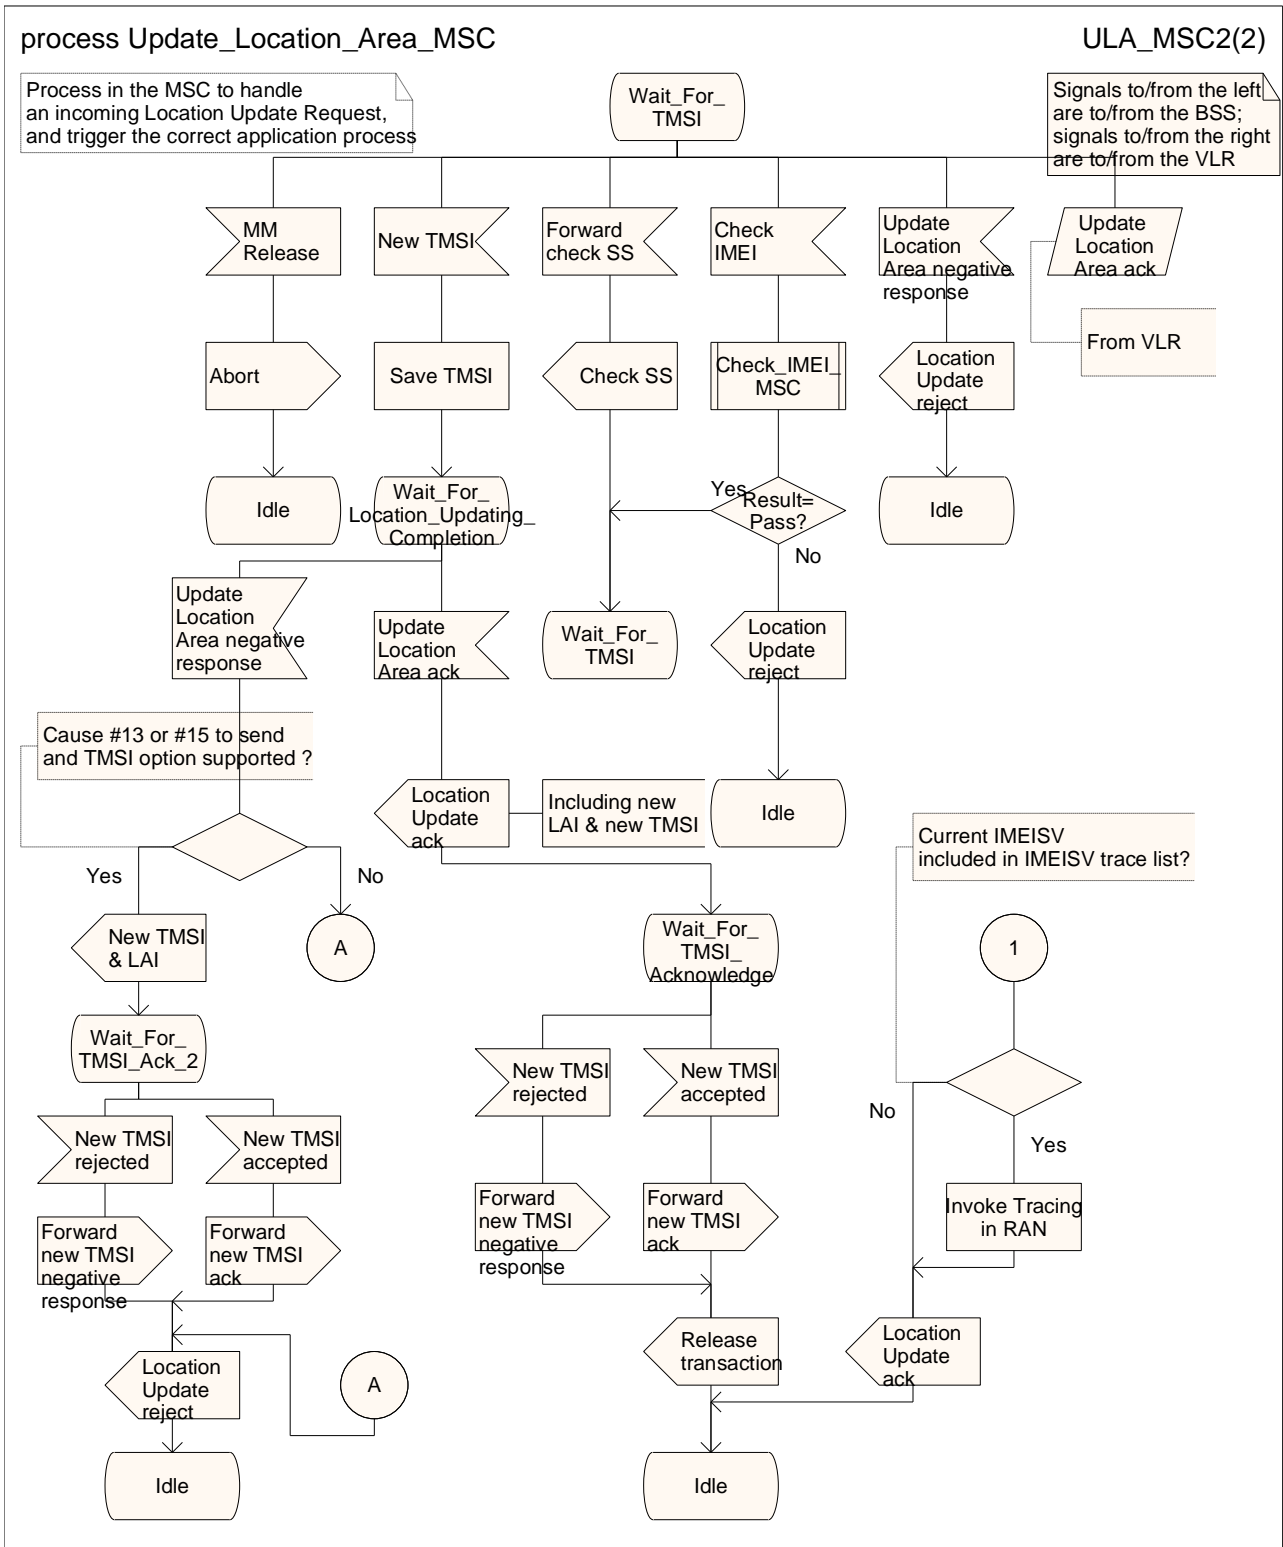 process Update_Location_Area_MSC
ULA_MSC2(2)
Process in the MSC to handle
an incoming Location Update Request,
and trigger the correct application process
Wait_For_
TMSI
Signals to/from the left
are to/from the BSS;
signals to/from the right
are to/from the VLR
MM
Release
New TMSI
Forward
check SS
Check
IMEI
Update
Location
Area negative
response
Update
Location
Area ack
From VLR
Abort
Save TMSI
Check SS
Check_IMEI_
MSC
Location
Update
reject
Idle
Wait_For_
Location_Updating_
Completion
Yes
Result=
Pass?
No
Idle
Update
Location
Area negative
response
Update
Location
Area ack
Wait_For_
TMSI
Location
Update
reject
Cause #13 or #15 to send
and TMSI option supported ?
Location
Update
ack
Including new
LAI & new TMSI
Idle
Current IMEISV
included in IMEISV trace list?
Yes
No
New TMSI
& LAI
A
Wait_For_
TMSI_
Acknowledge
1
Wait_For_
TMSI_Ack_2
New TMSI
rejected
New TMSI
accepted
No
Yes
New TMSI
rejected
New TMSI
accepted
Forward
new TMSI
negative
response
Forward
new TMSI
ack
Invoke Tracing
in RAN
Forward
new TMSI
negative
response
Forward
new TMSI
ack
Release
transaction
Location
Update
ack
Location
Update
reject
A
Idle
Idle